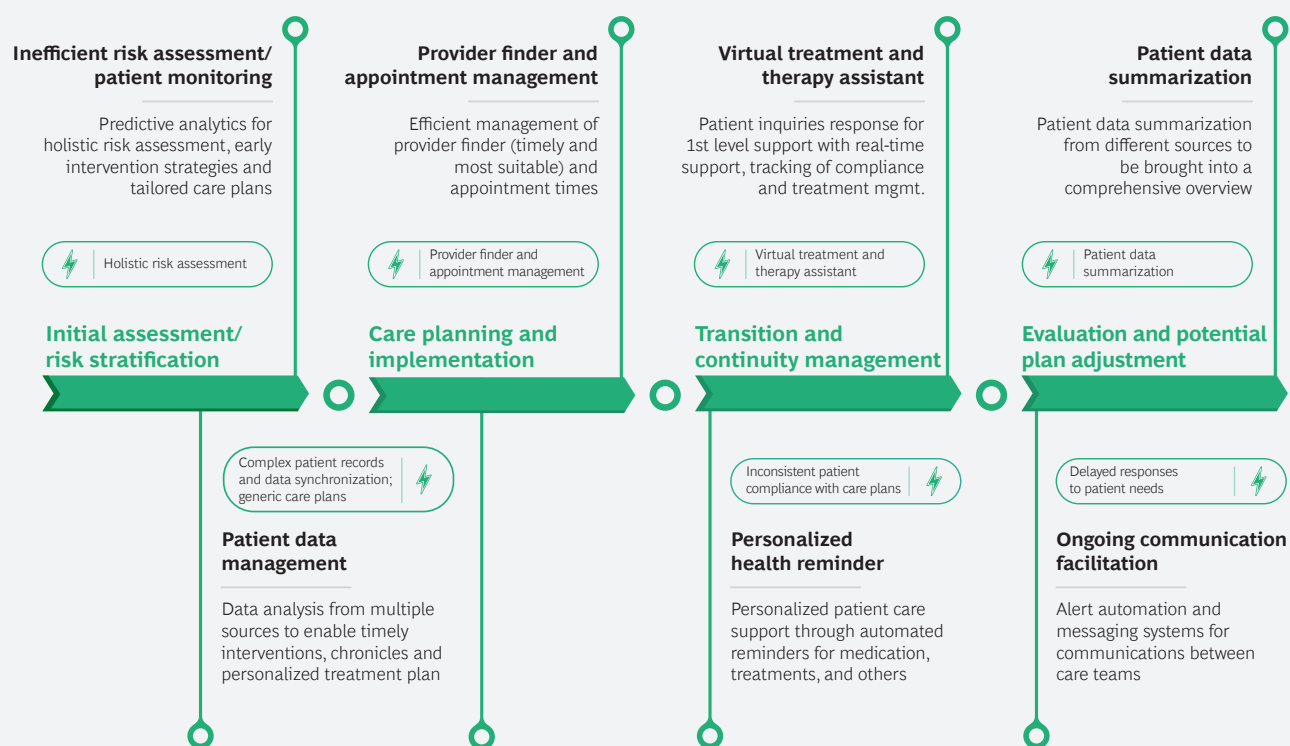 Inefficient risk assessment/
patient monitoring
Predictive analytics for
holistic risk assessment, early
intervention strategies and
tailored care plans
Holistic risk assessment
Initial assessment/
risk stratification
Provider finder and
appointment management
Efficient management of
provider finder (timely and
most suitable) and
appointment times
Provider finder and
appointment management
Care planning and
implementation
Virtual treatment and
therapy assistant
Patient inquiries response for
1st level support with real-time
support, tracking of compliance
and treatment mgmt.
Virtual treatment and
therapy assistant
Transition and
continuity management
Patient data
summarization
Patient data summarization
from different sources to
be brought into a
comprehensive overview
Patient data
summarization
Evaluation and potential
plan adjustment
Complex patient records
and data synchronization;
generic care plans
Patient data
management
Data analysis from multiple
sources to enable timely
interventions, chronicles and
personalized treatment plan
Inconsistent patient
compliance with care plans
Personalized
health reminder
Personalized patient care
support through automated
reminders for medication,
treatments, and others
Delayed responses
to patient needs
Ongoing communication
facilitation
Alert automation and
messaging systems for
communications between
care teams